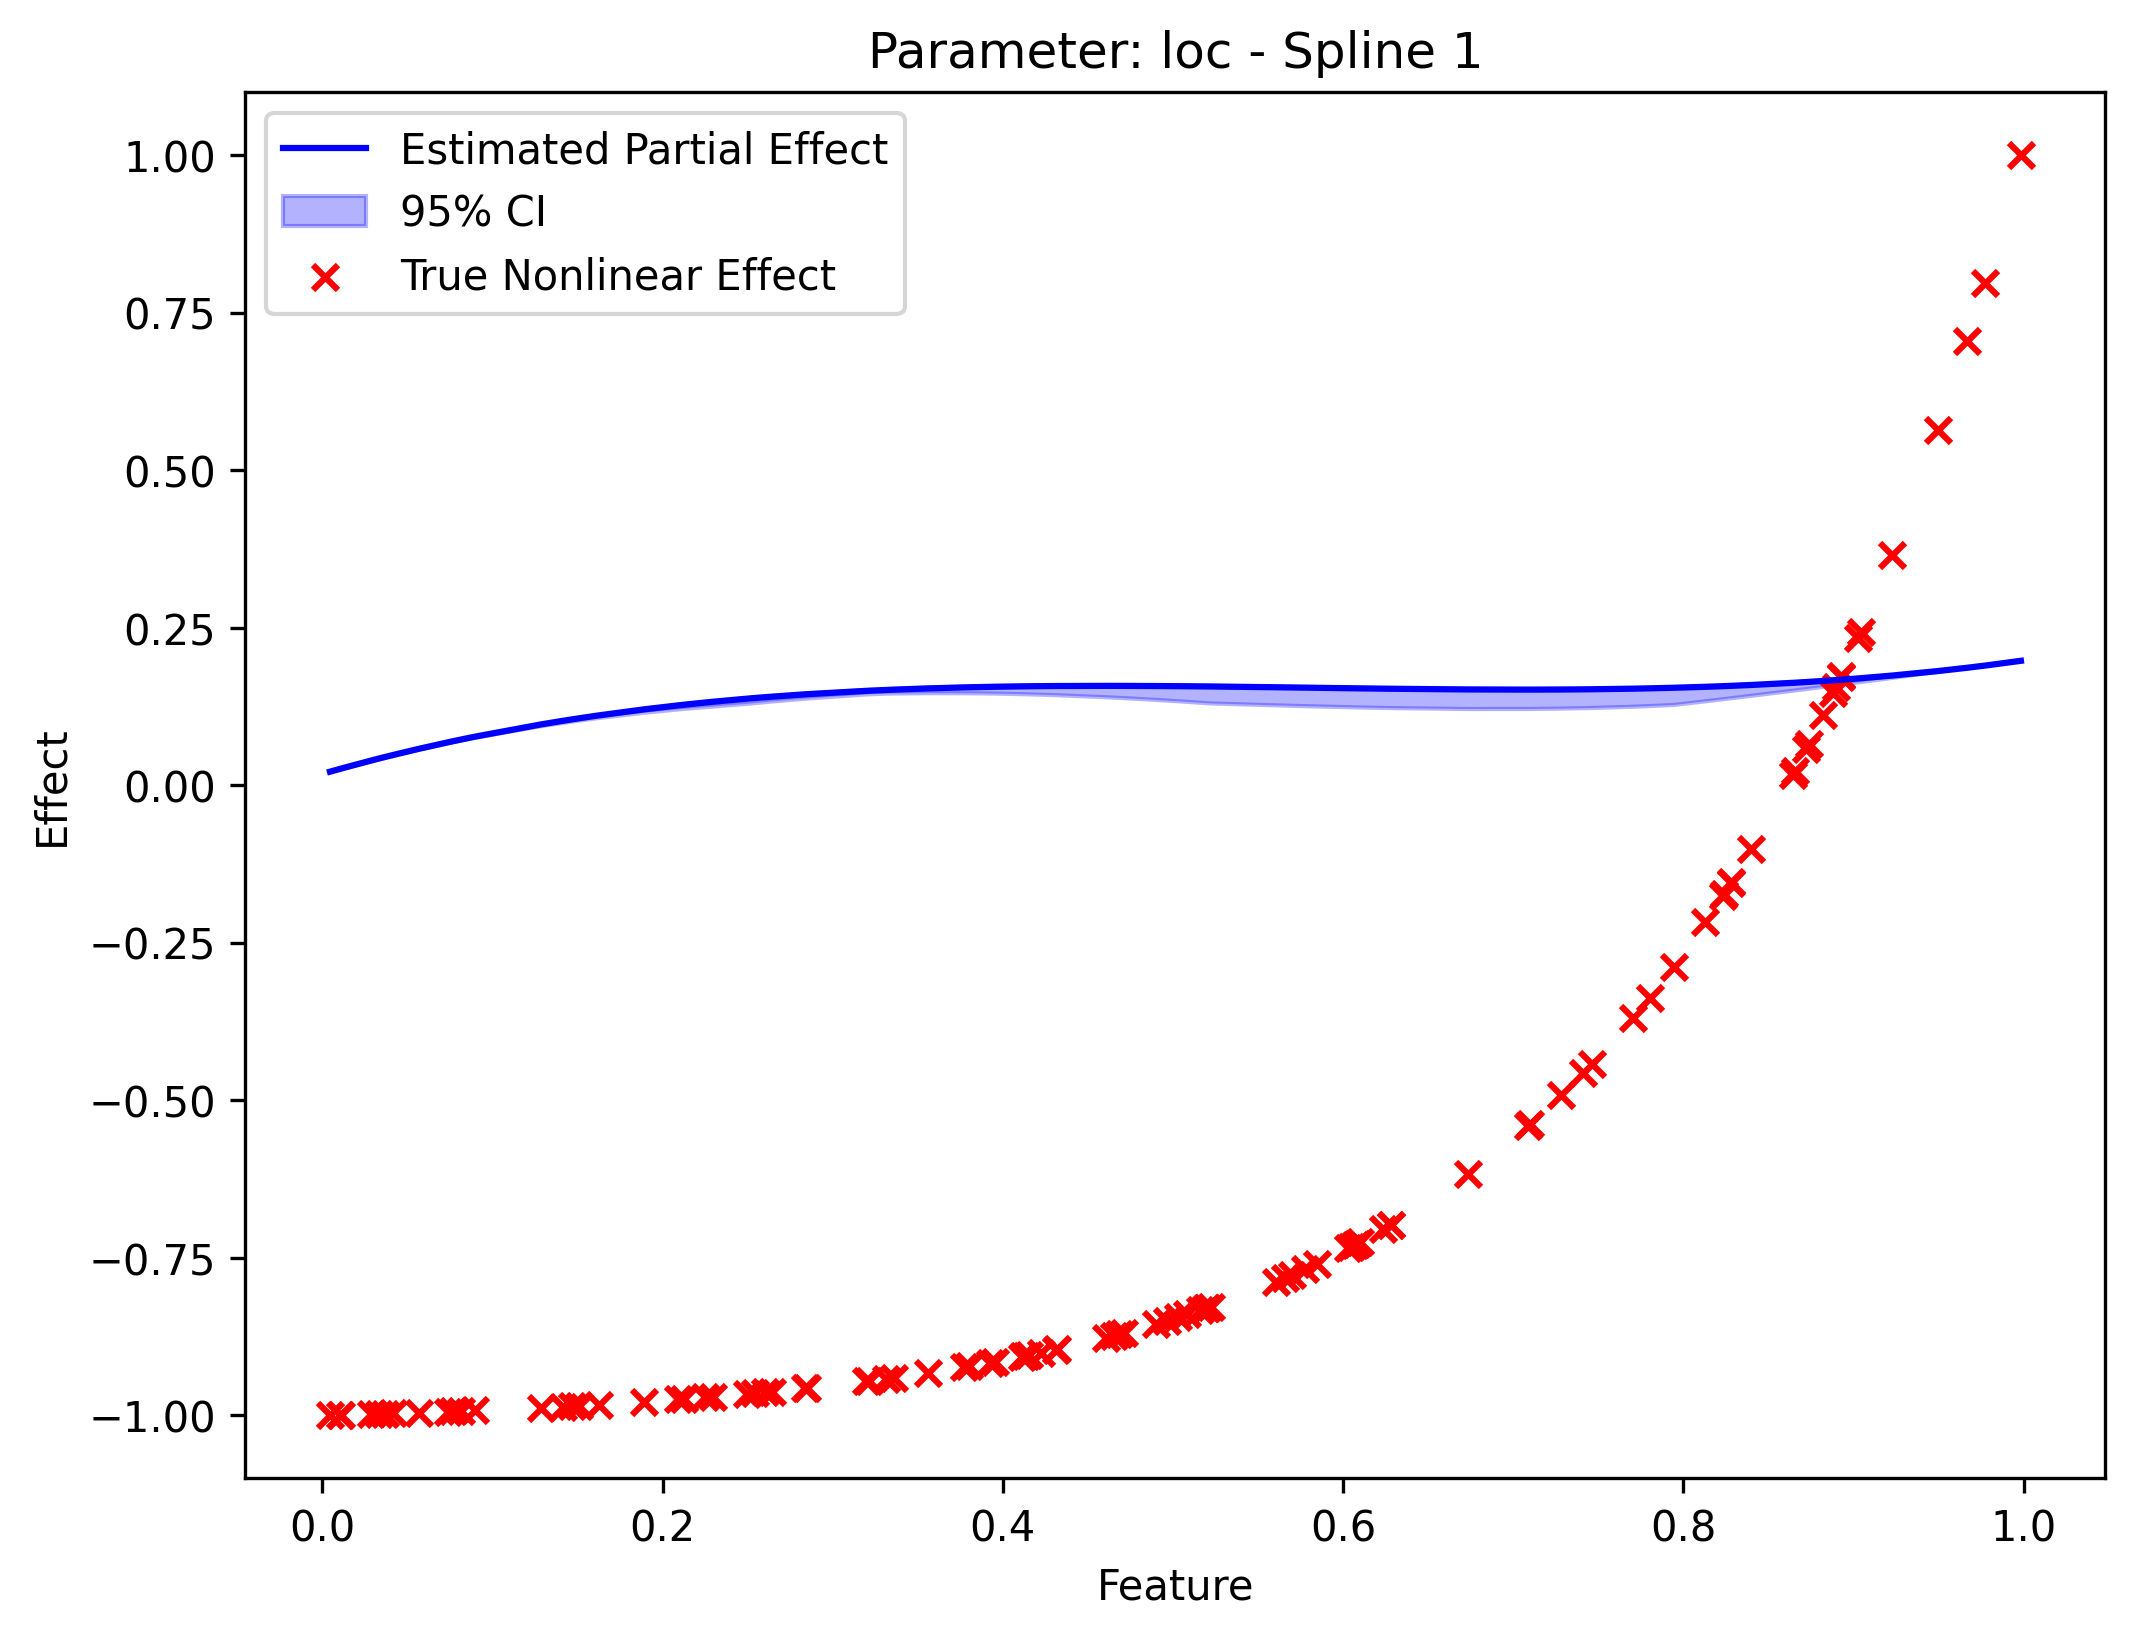 Parameter: loc - Spline 1
Estimated Partial Effect
95% CI
True Nonlinear Effect
1.00
0.75
0.50
0.25
0.00
−0.25
−0.50
−0.75
−1.00
Effect
0.0 0.2 0.4 0.6 0.8 1.0
Feature